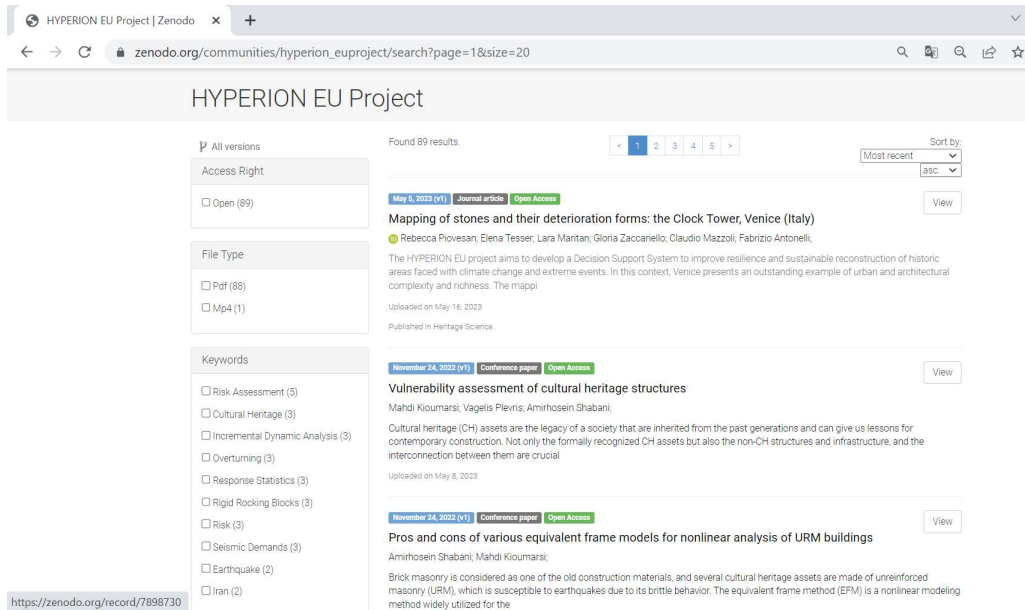 HYPERION EU Project | Zenodo
zenodo.org/communities/hyperion_euproject/search?page=1&size=20
HYPERION EU Project
All versions
Access Right
Open (89)
File Type
Pdf (88)
Mp4 (1)
Keywords
Risk Assessment (5)
Cultural Heritage (3)
Incremental Dynamic Analysis (3)
Overturning (3)
Response Statistics (3)
Rigid Rocking Blocks (3)
Risk (3)
Seismic Demands (3)
Earthquake (2)
Iran (2)
Found 89 results.
< 1 2 3 4 5 >
Sort by:
Most recent
asc.
May 5, 2023 (v1) Journal article Open Access
View
Mapping of stones and their deterioration forms: the Clock Tower, Venice (Italy)
Rebecca Piovesan; Elena Tesser; Lara Maritan; Gloria Zaccariello; Claudio Mazzoli; Fabrizio Antonelli;
The HYPERION EU project aims to develop a Decision Support System to improve resilience and sustainable reconstruction of historic
areas faced with climate change and extreme events. In this context, Venice presents an outstanding example of urban and architectural
complexity and richness. The mappi
Uploaded on May 16, 2023
Published in Heritage Science.
November 24, 2022 (v1) Conference paper Open Access
View
Vulnerability assessment of cultural heritage structures
Mahdi Kioumarsi; Vagelis Plevris; Amirhosein Shabani;
Cultural heritage (CH) assets are the legacy of a society that are inherited from the past generations and can give us lessons for
contemporary construction. Not only the formally recognized CH assets but also the non-CH structures and infrastructure, and the
interconnection between them are crucial
Uploaded on May 8, 2023
November 24, 2022 (v1) Conference paper Open Access
View
Pros and cons of various equivalent frame models for nonlinear analysis of URM buildings
Amirhosein Shabani; Mahdi Kioumarsi;
Brick masonry is considered as one of the old construction materials, and several cultural heritage assets are made of unreinforced
masonry (URM), which is susceptible to earthquakes due to its brittle behavior. The equivalent frame method (EFM) is a nonlinear modeling
method widely utilized for the
https://zenodo.org/record/7898730